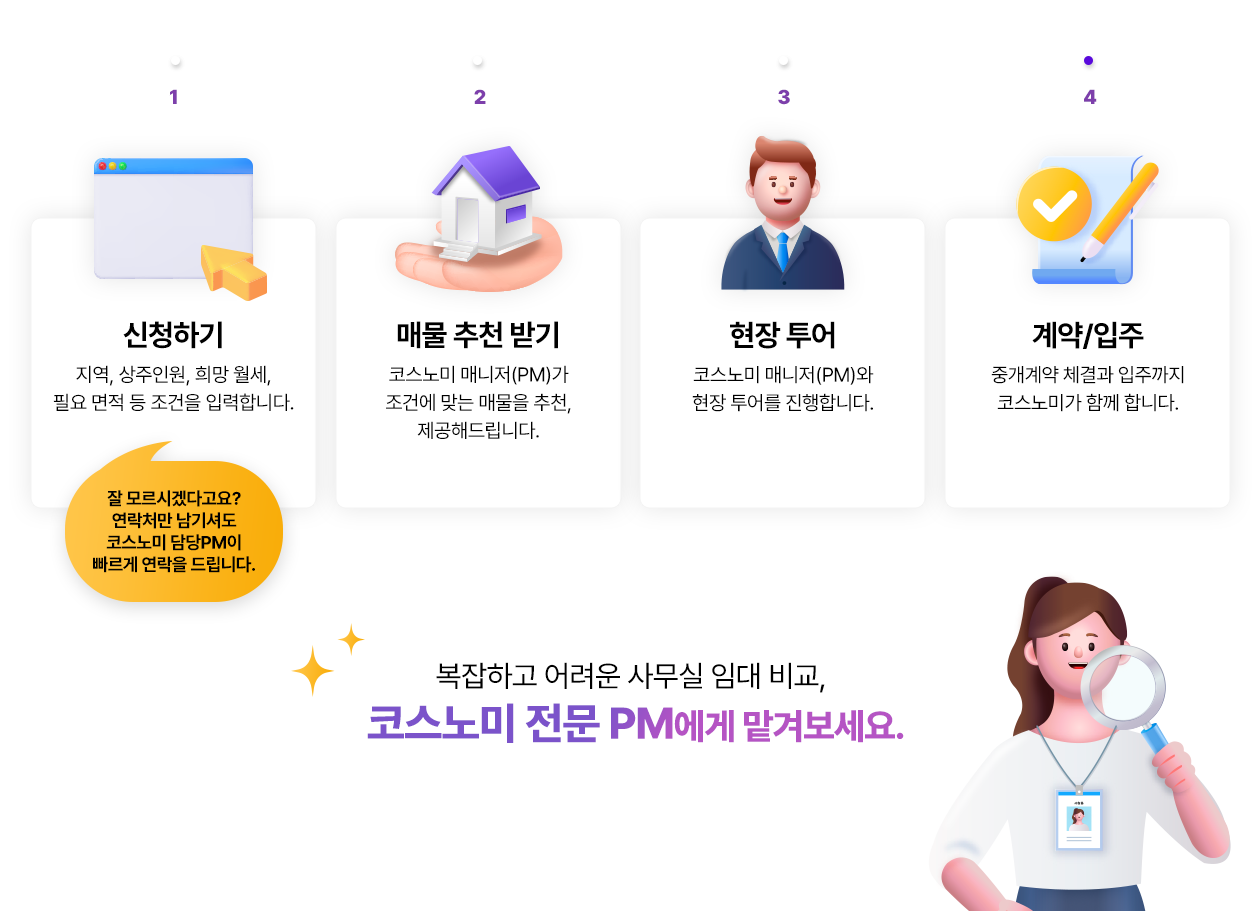 1
2
3
4
신청하기
지역, 상주인원, 희망 월세,
필요 면적 등 조건을 입력합니다.
매물 추천 받기
코스노미 매니저(PM)가
조건에 맞는 매물을 추천,
제공해드립니다.
현장 투어
코스노미 매니저(PM)와
현장 투어를 진행합니다.
계약/입주
중개계약 체결과 입주까지
코스노미가 함께 합니다.
잘 모르시겠다고요?
연락처만 남기셔도
코스노미 담당PM이
빠르게 연락을 드립니다.
복잡하고 어려운 사무실 임대 비교,
코스노미 전문 PM에게 맡겨보세요.